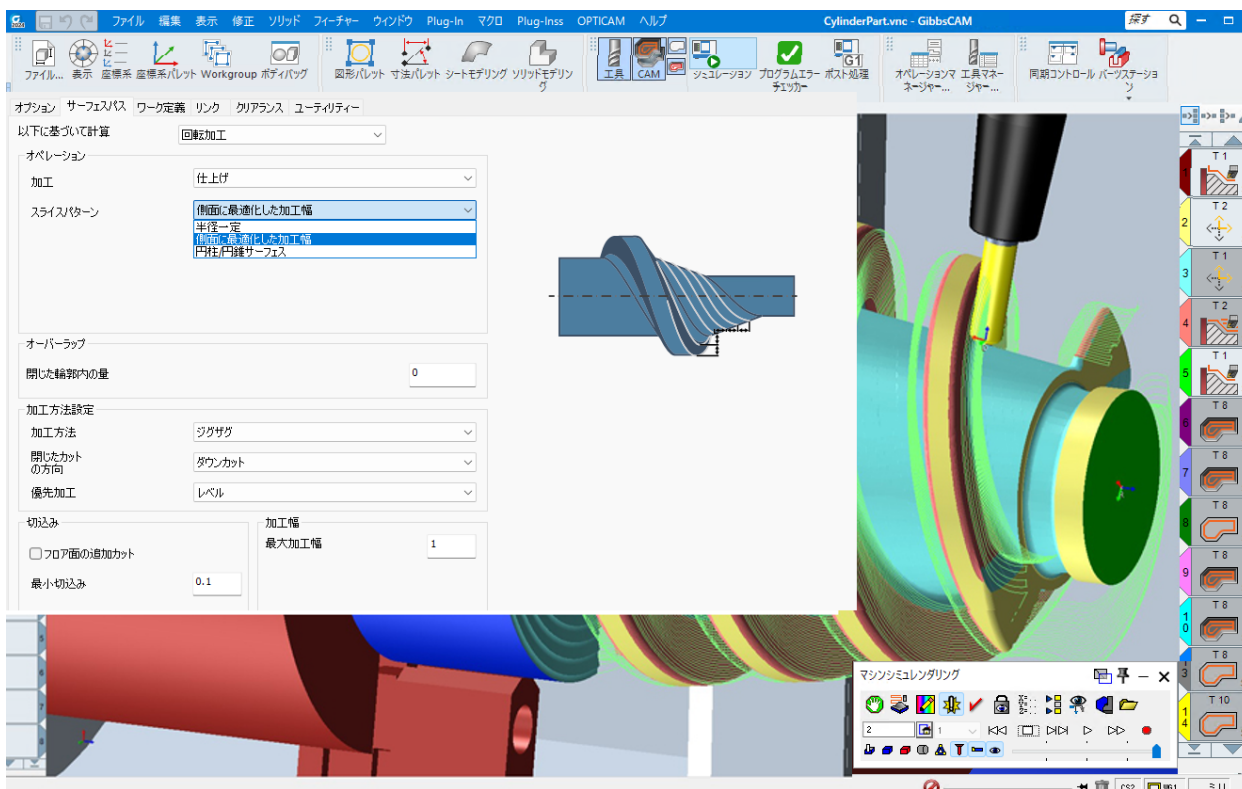 ファイル 編集 表示 修正 ソリッド フィーチャー ウィンドウ Plug-In マクロ Plug-Inss OPTICAM ヘルプ CylinderPart.vnc - GibbsCAM 探す
ファイル... 表示 座標系 座標系パレット Workgroup ボディバッグ 図形パレット 寸法パレット シートモデリング ソリッドモデリング 工具 CAM シュミレーション プログラムエラーチェッカー G1 ポスト処理 オペレーションマネージャー... 工具マネージャー... 同期コントロール パーツステーション
オプション サーフェスパス ワーク定義 リンク クリアランス ユーティリティー
以下に基づいて計算 回転加工
オペレーション
加工 仕上げ
スライスパターン 側面に最適化した加工幅
半径一定
側面に最適化した加工幅
円柱/円錐サーフェス
オーバーラップ
閉じた輪郭内の量 0
加工方法設定
加工方法 ジグザグ
閉じたカット
の方向
ダウンカット
優先加工 レベル
切込み 加工幅
フロア面の追加カット 最大加工幅 1
最小切込み 0.1
T 1
1
T 2
2
T 1
3
T 2
4
T 1
5
T 8
6
T 8
7
T 8
8
T 8
9
T 8
10
T 8
13
T 10
14
マシンシミュレンダリング
2 1
5
6
7
8
CS2 WG1 ミリ